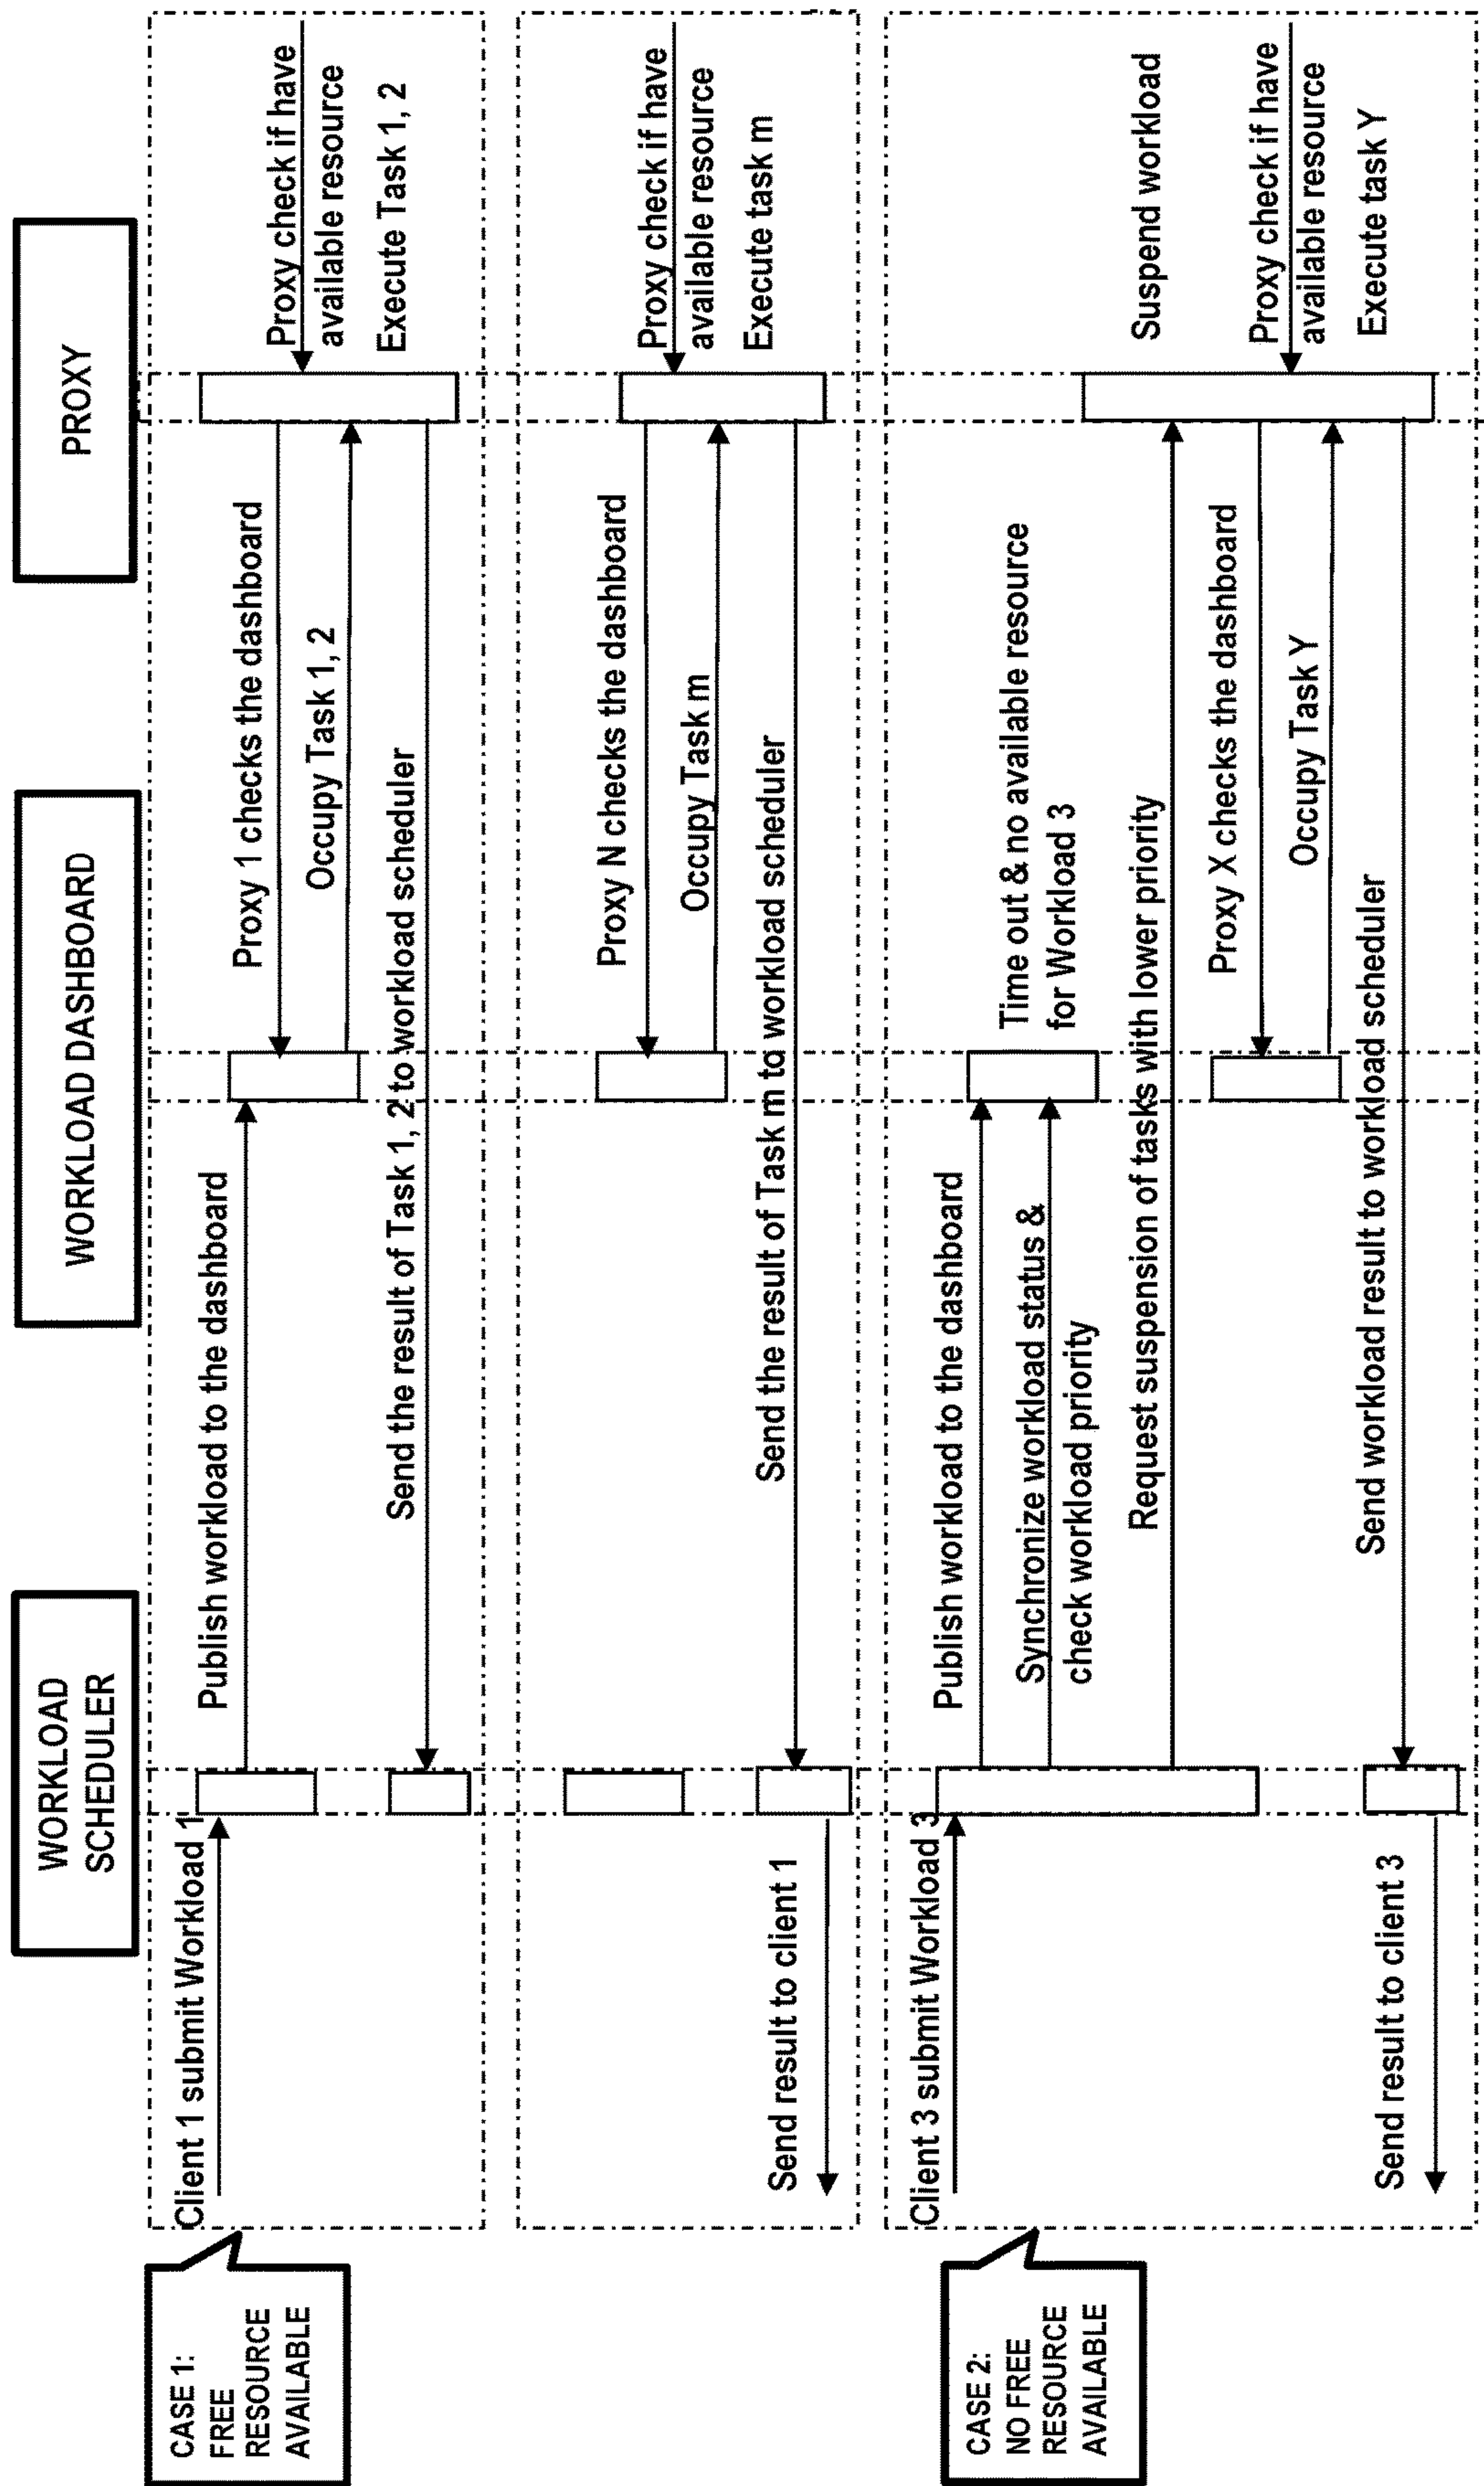 WORKLOAD
SCHEDULER
WORKLOAD DASHBOARD
PROXY
CASE 1:
FREE
RESOURCE
AVAILABLE
Client 1 submit Workload 1
Publish workload to the dashboard
Proxy 1 checks the dashboard
Proxy check if have
available resource
Occupy Task 1, 2
Execute Task 1, 2
Send the result of Task 1, 2 to workload scheduler
Proxy N checks the dashboard
Proxy check if have
available resource
Occupy Task m
Execute task m
Send the result of Task m to workload scheduler
Send result to client 1
CASE 2:
NO FREE
RESOURCE
AVAILABLE
Client 3 submit Workload 3
Publish workload to the dashboard
Time out & no available resource
for Workload 3
Synchronize workload status &
check workload priority
Request suspension of tasks with lower priority
Suspend workload
Proxy X checks the dashboard
Proxy check if have
available resource
Occupy Task Y
Execute task Y
Send workload result to workload scheduler
Send result to client 3